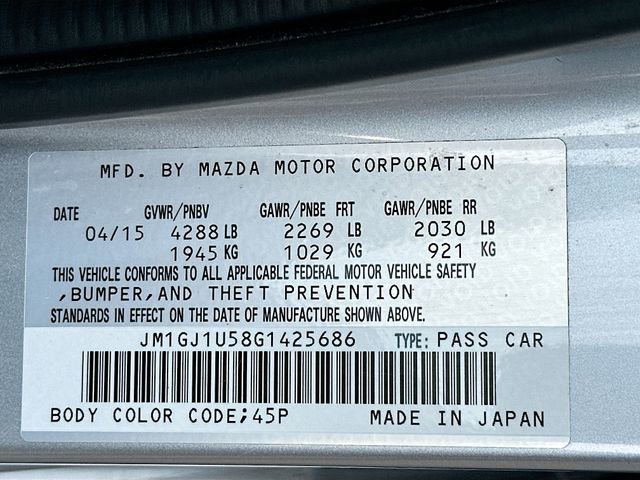 MFD. BY MAZDA MOTOR CORPORATION
DATE GVWR/PNBV GAWR/PNBE FRT GAWR/PNBE RR
04/15 4288 LB 2269 LB 2030 LB
1945 KG 1029 KG 921 KG
THIS VEHICLE CONFORMS TO ALL APPLICABLE FEDERAL MOTOR VEHICLE SAFETY
,BUMPER,AND THEFT PREVENTION
STANDARDS IN EFFECT ON THE DATE OF MANUFACTURE SHOWN ABOVE.
JM1GJ1U58G1425686 TYPE: PASS CAR
BODY COLOR CODE;45P MADE IN JAPAN